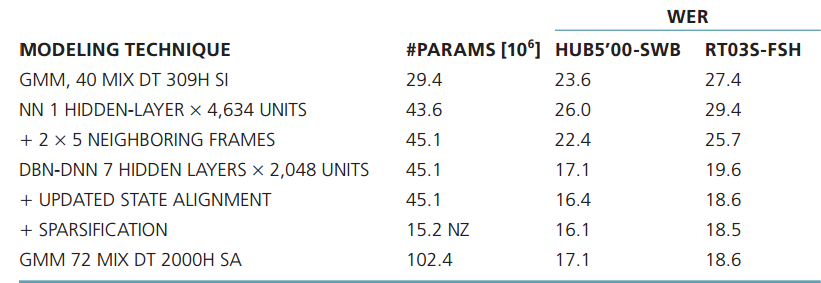 WER
MODELING TECHNIQUE #PARAMS [10⁶] HUB5'00-SWB RT03S-FSH
GMM, 40 MIX DT 309H SI 29.4 23.6 27.4
NN 1 HIDDEN-LAYER × 4,634 UNITS 43.6 26.0 29.4
+ 2 × 5 NEIGHBORING FRAMES 45.1 22.4 25.7
DBN-DNN 7 HIDDEN LAYERS × 2,048 UNITS 45.1 17.1 19.6
+ UPDATED STATE ALIGNMENT 45.1 16.4 18.6
+ SPARSIFICATION 15.2 NZ 16.1 18.5
GMM 72 MIX DT 2000H SA 102.4 17.1 18.6